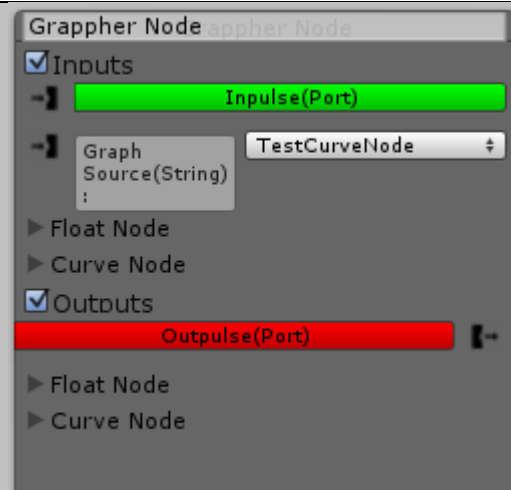 Grappher Node
Inputs
Inpulse(Port)
Graph
Source(String)
:
TestCurveNode
Float Node
Curve Node
Outputs
Outpulse(Port)
Float Node
Curve Node